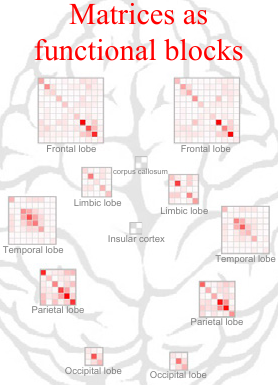 Matrices as
functional blocks
Frontal lobe
Frontal lobe
corpus callosum
Limbic lobe
Limbic lobe
Insular cortex
Temporal lobe
Temporal lobe
Parietal lobe
Parietal lobe
Occipital lobe
Occipital lobe